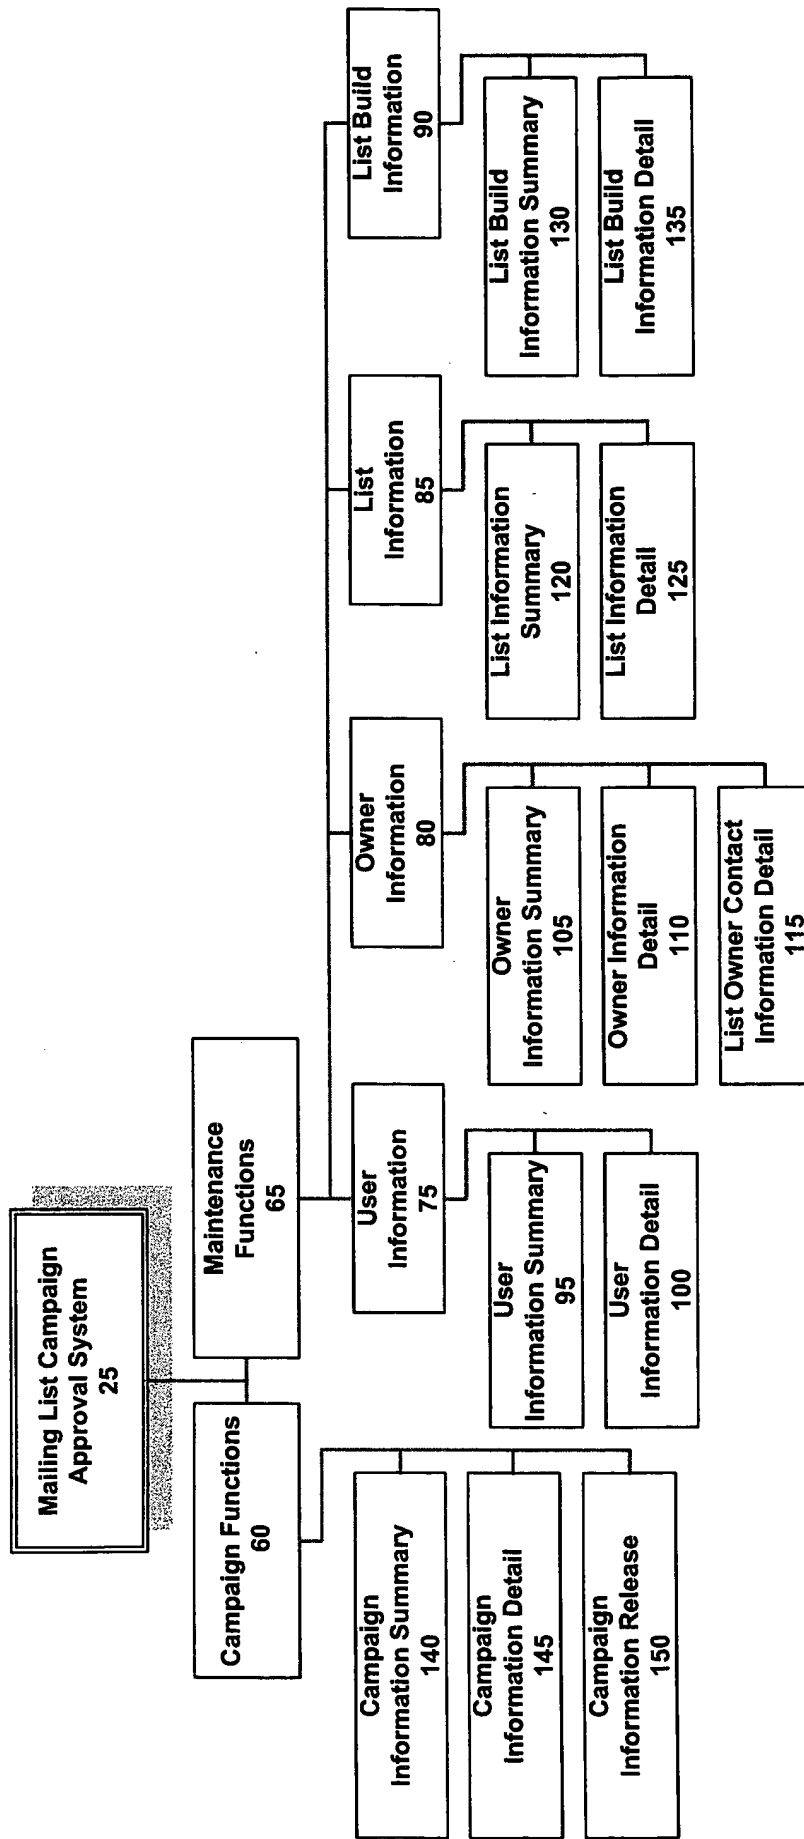 Mailing List Campaign
Approval System
25
Campaign Functions
60
Maintenance
Functions
65
Campaign
Information Summary
140
Campaign
Information Detail
145
Campaign
Information Release
150
User
Information
75
User
Information Summary
95
User
Information Detail
100
Owner
Information
80
Owner
Information Summary
105
Owner Information
Detail
110
List Owner Contact
Information Detail
115
List
Information
85
List Information
Summary
120
List Information
Detail
125
List Build
Information
90
List Build
Information Summary
130
List Build
Information Detail
135